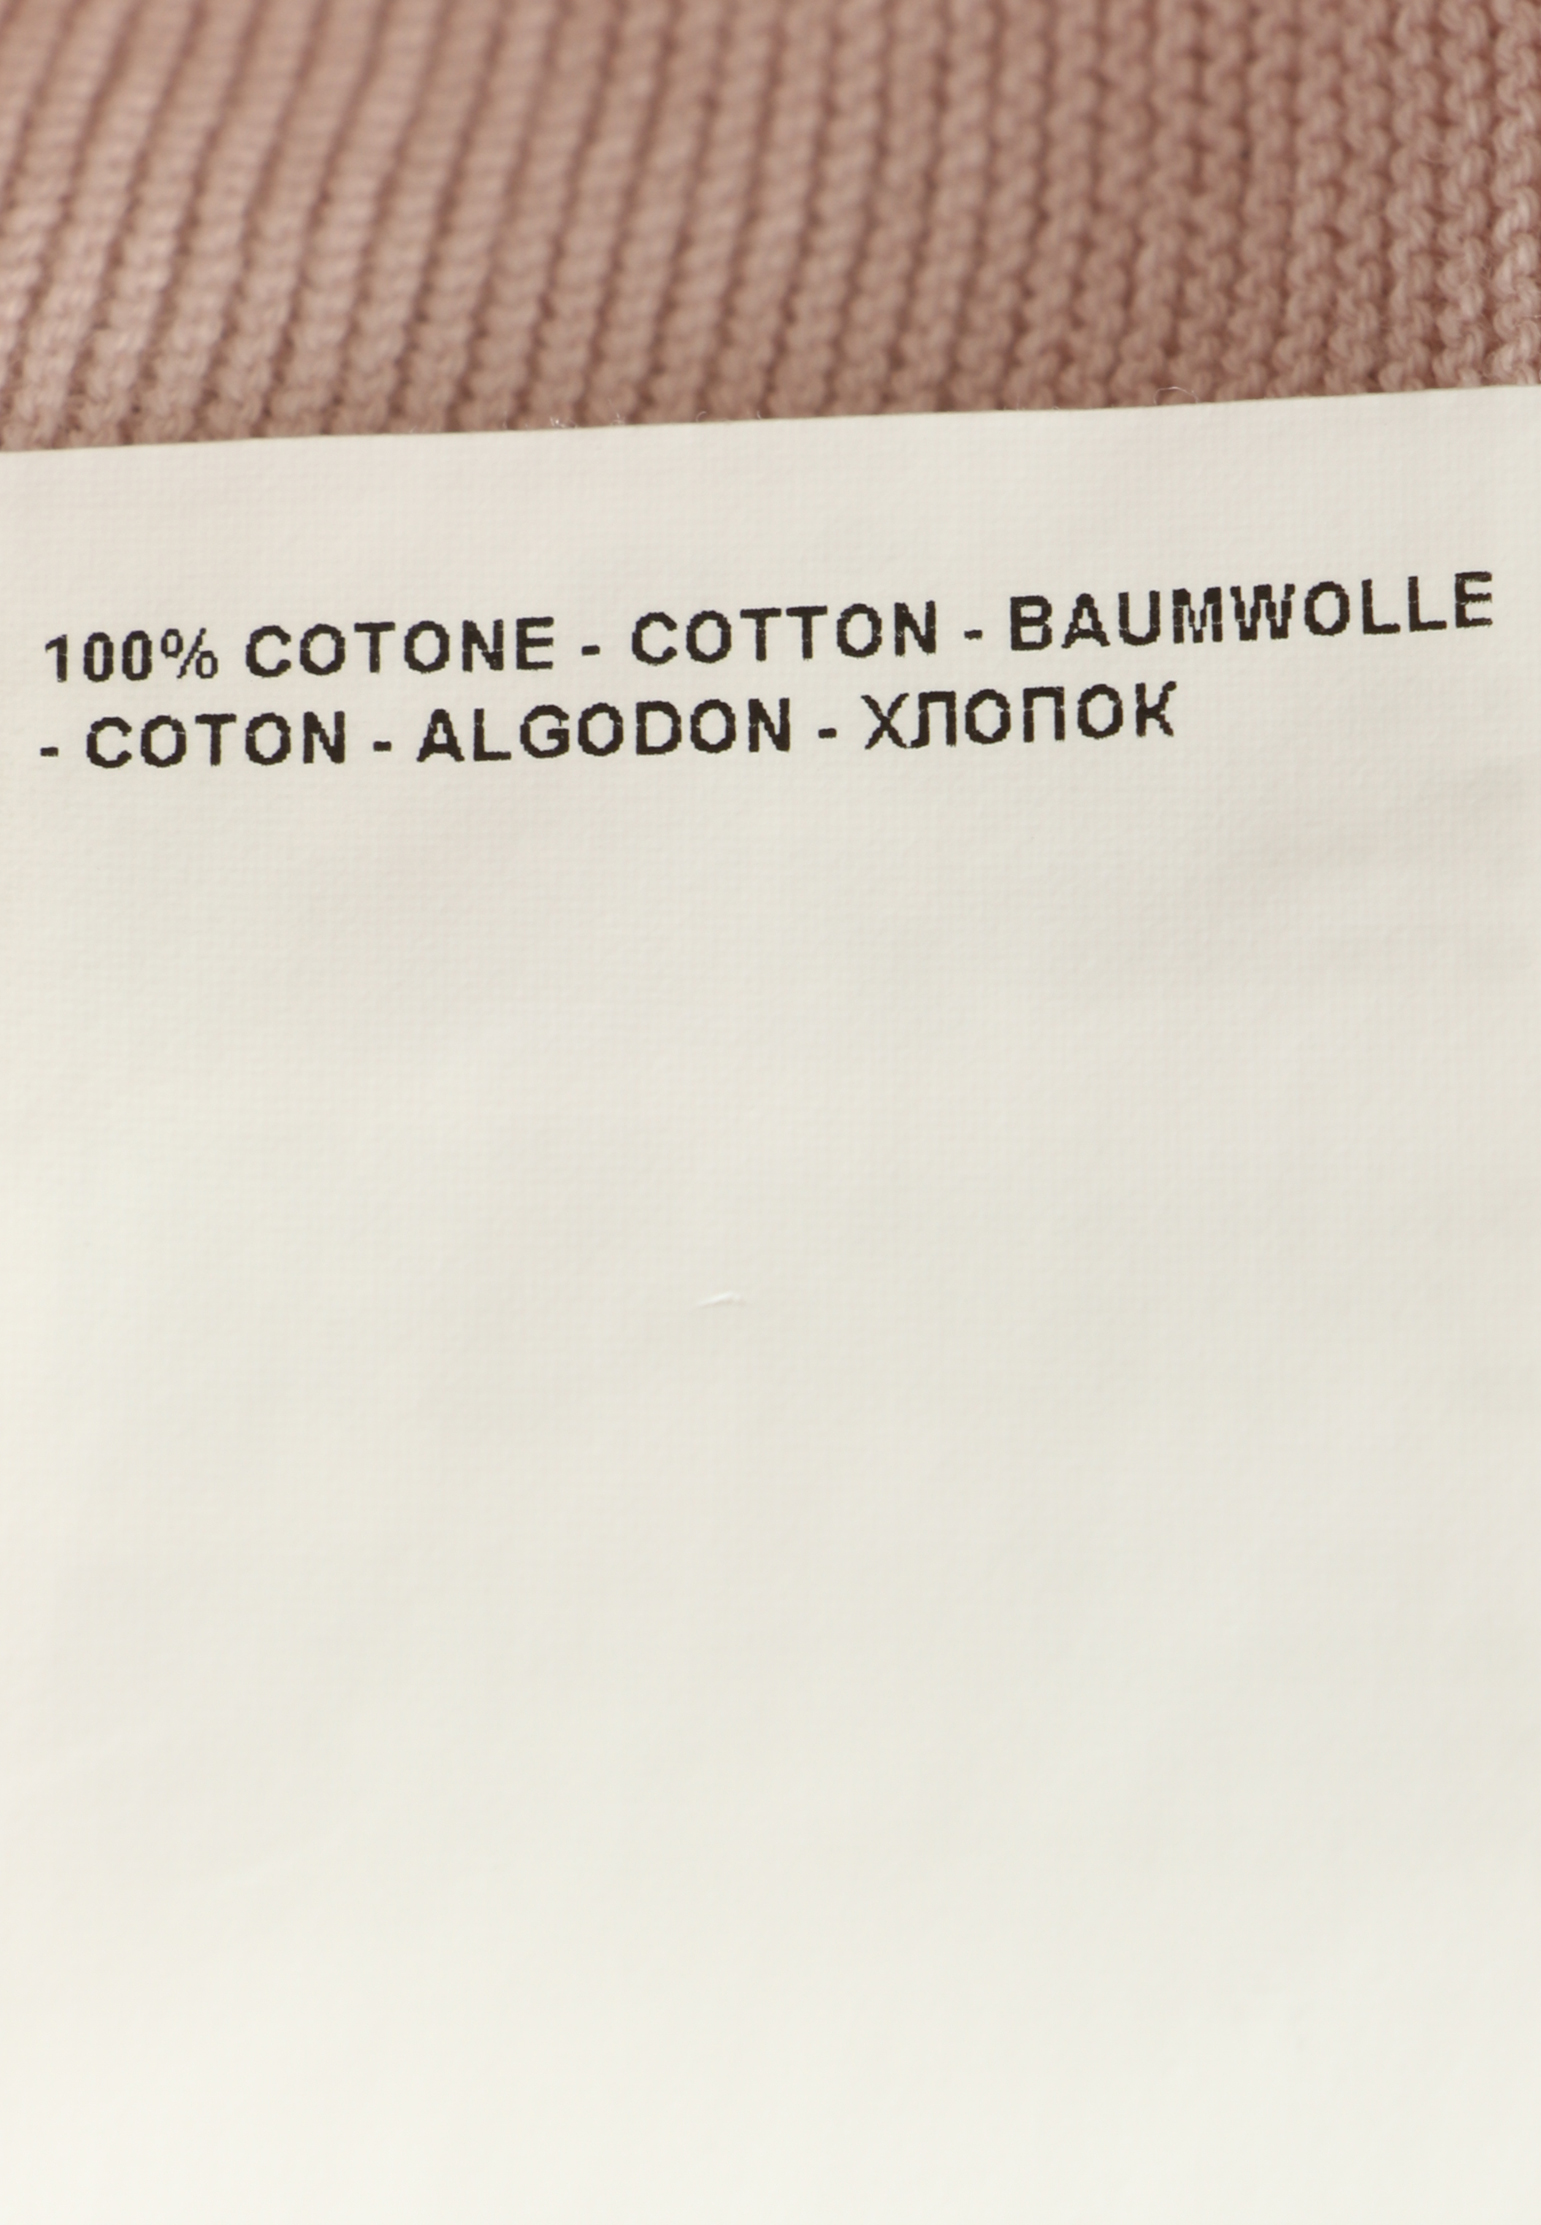 100% COTONE - COTTON - BAUMWOLLE
- COTON - ALGODON - ХЛОПОК